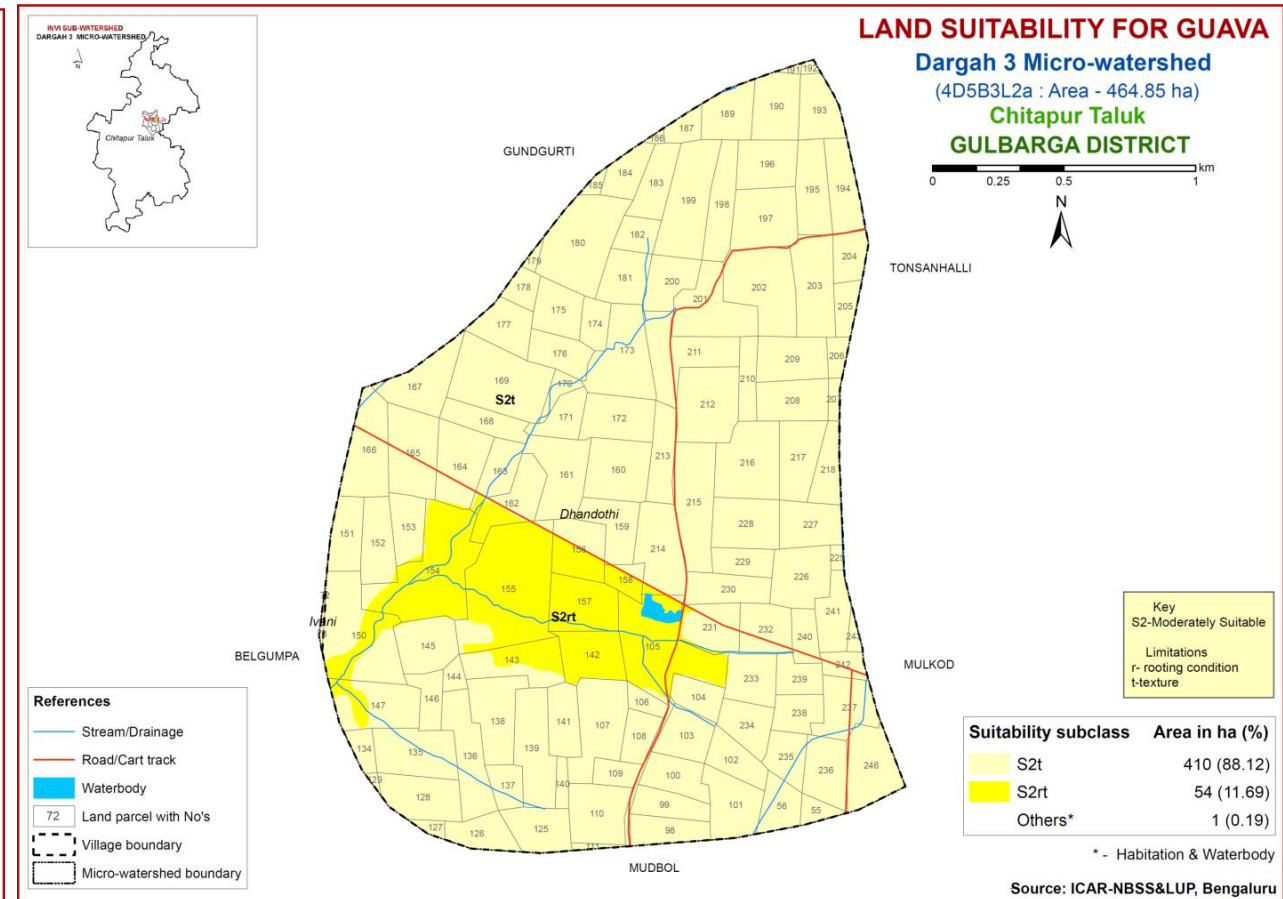 INVI SUB-WATERSHED
DARGAH 3 MICRO-WATERSHED
N
Chitapur Taluk
LAND SUITABILITY FOR GUAVA
Dargah 3 Micro-watershed
(4D5B3L2a : Area - 464.85 ha)
Chitapur Taluk
GULBARGA DISTRICT
km
0 0.25 0.5 1
N
GUNDGURTI
TONSANHALLI
191 192
189 190 193
187
186
196
184 183
185 195 194
199 198
197
182
180
204
179
181 200
178 202 203
201
205
175
177 174
173
176 211 209 206
169 170 210
167
S2t
208 207
212
168 171 172
166 165 164 163 161 160 213 216 217 218
162 215
Dhandothi
151 153 159 228 227
152 214
156
229 225
154 158 226
155 157 230
72
S2rt
241
Ivani
150 231 232 240 243
145 105
BELGUMPA
143 142
MULKOD
242
144 233 239
147 146 106 104 237
138 141 107 238
134 135 136 139 108 103 234
235
102 246
129 137 140 109 100 236
128 99 101 56 55
110
127 126 125 98
111
MUDBOL
Key
S2-Moderately Suitable
Limitations
r- rooting condition
t-texture
References
Stream/Drainage
Road/Cart track
Waterbody
72 Land parcel with No's
Village boundary
Micro-watershed boundary
Suitability subclass Area in ha (%)
S2t 410 (88.12)
S2rt 54 (11.69)
Others* 1 (0.19)
* - Habitation & Waterbody
Source: ICAR-NBSS&LUP, Bengaluru